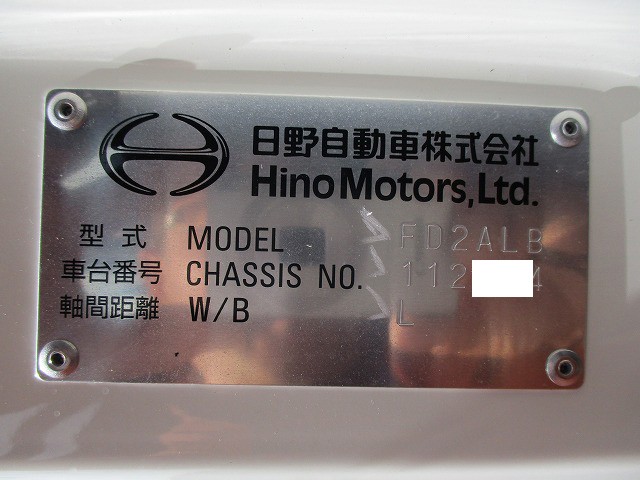 日野自動車株式会社
Hino Motors, Ltd.
型式 MODEL FD2ALB
車台番号 CHASSIS NO. 112 4
軸間距離 W/B L